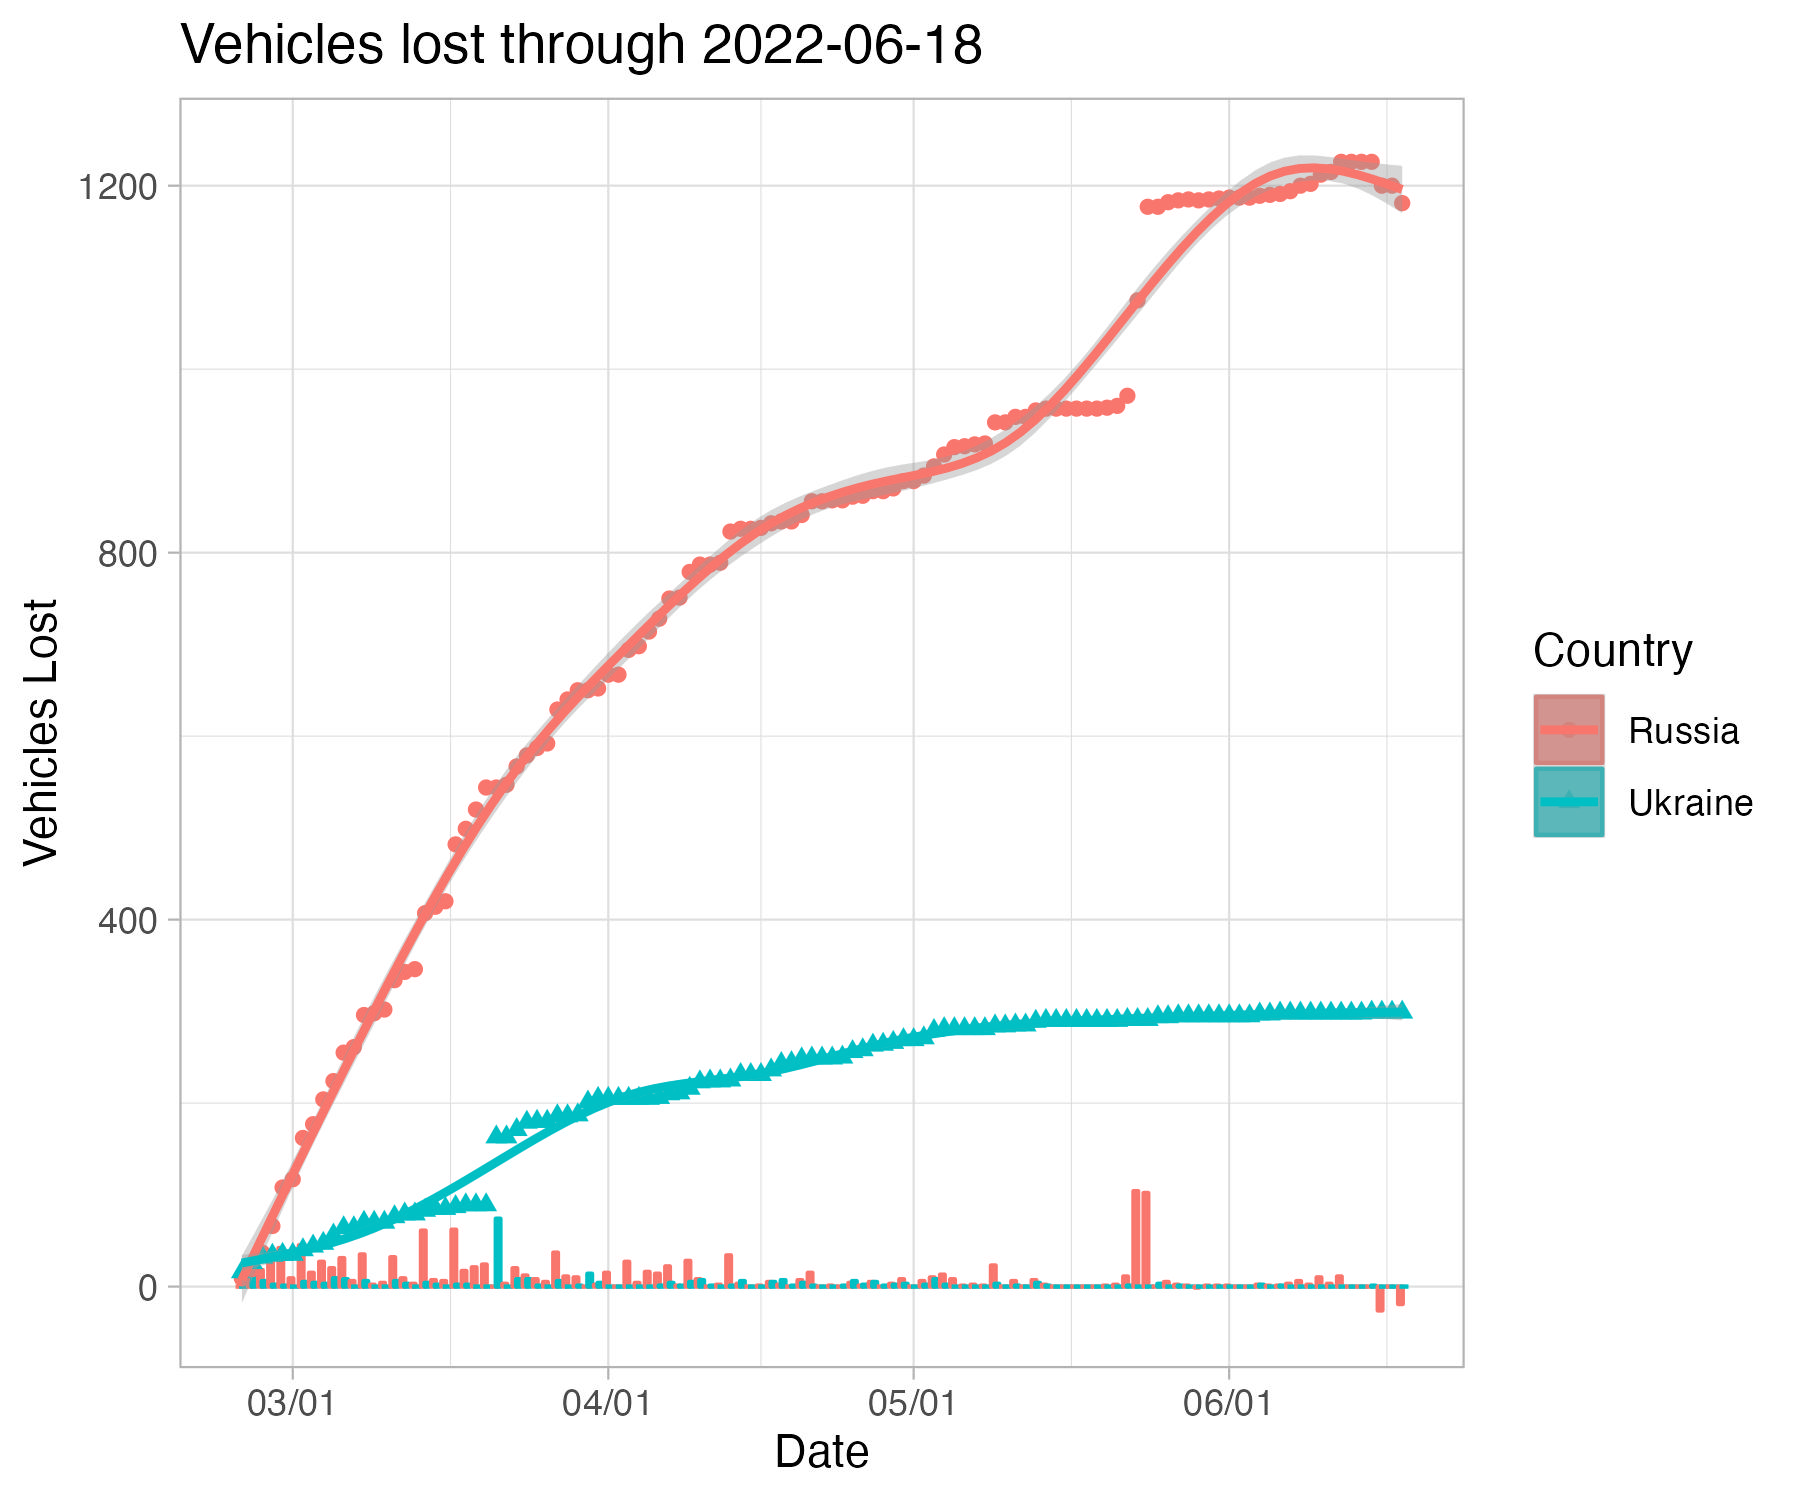 Vehicles lost through 2022-06-18
Vehicles Lost
1200
800
400
0
03/01 04/01 05/01 06/01
Date
Country
Russia
Ukraine